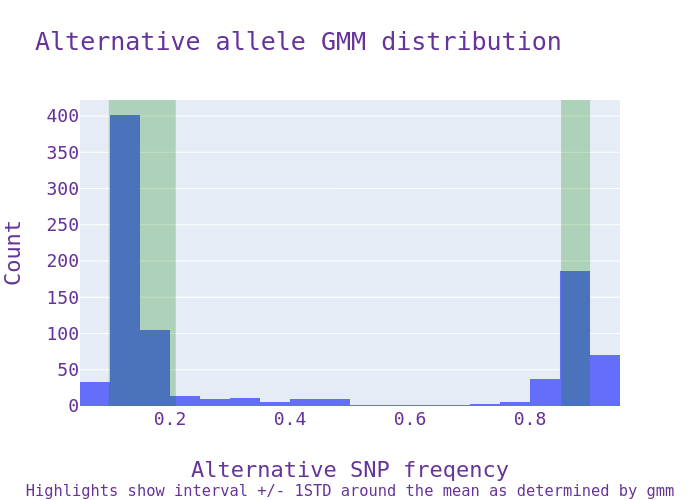 Alternative allele GMM distribution
400
350
300
250
200
150
100
50
0
Count
0.2 0.4 0.6 0.8
Alternative SNP freqency
Highlights show interval +/- 1STD around the mean as determined by gmm